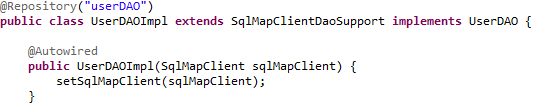 @Repository("userDAO")
public class UserDAOImpl extends SqlMapClientDaoSupport implements UserDAO {
@Autowired
public UserDAOImpl(SqlMapClient sqlMapClient) {
setSqlMapClient(sqlMapClient);
}